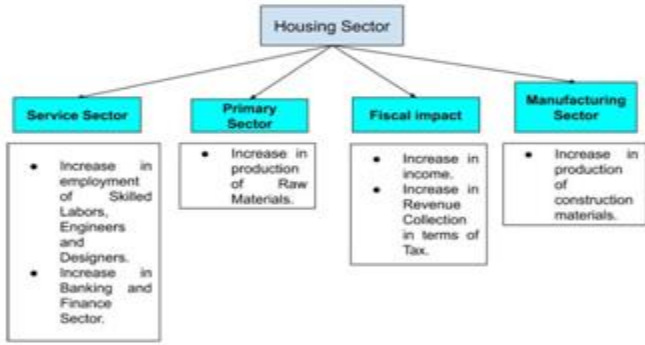 Housing Sector
Service Sector
Primary
Sector
Fiscal impact
Manufacturing
Sector
● Increase in
employment
of Skilled
Labors,
Engineers
and
Designers.
● Increase in
Banking and
Finance
Sector.
● Increase in
production
of Raw
Materials.
● Increase in
income.
● Increase in
Revenue
Collection
in terms of
Tax.
● Increase in
production
of
construction
materials.